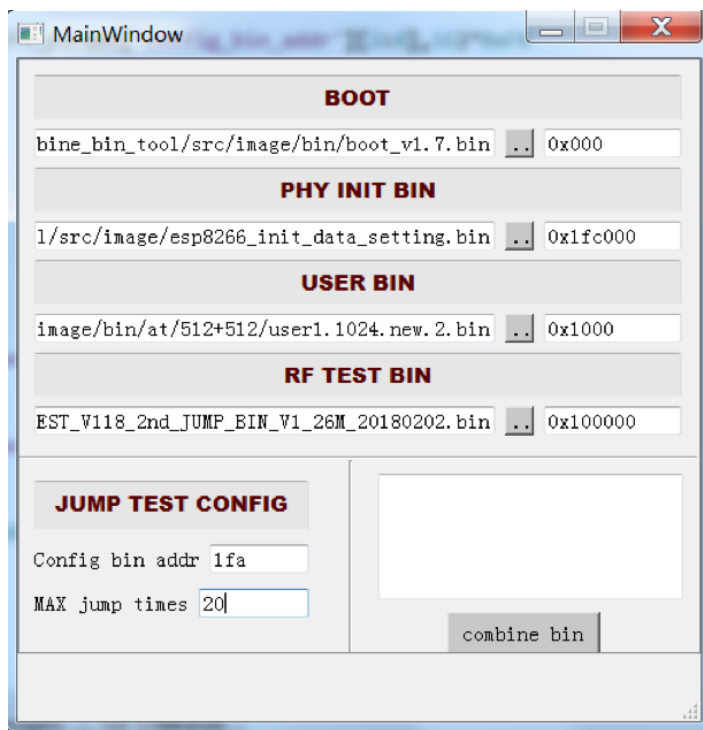 MainWindow
BOOT
bine_bin_tool/src/image/bin/boot_v1.7.bin .. 0x000
PHY INIT BIN
l/src/image/esp8266_init_data_setting.bin .. 0x1fc000
USER BIN
image/bin/at/512+512/user1.1024.new.2.bin .. 0x1000
RF TEST BIN
EST_V118_2nd_JUMP_BIN_V1_26M_20180202.bin .. 0x100000
JUMP TEST CONFIG
Config bin addr 1fa
MAX jump times 20
combine bin